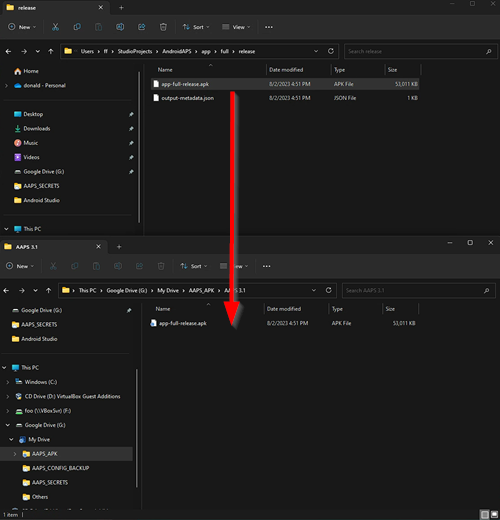 release
New
Sort
View
Users ff StudioProjects AndroidAPS app full release
Search release
Home
donald - Personal
Desktop
Downloads
Music
Videos
Google Drive (G:)
AAPS_SECRETS
Android Studio
This PC
Name Date modified Type Size
app-full-release.apk 8/2/2023 4:51 PM APK File 53,011 KB
output-metadata.json 8/2/2023 4:51 PM JSON File 1 KB
AAPS 3.1
New
Sort
View
This PC Google Drive (G:) My Drive AAPS_APK AAPS 3.1
Search AAPS 3.1
Google Drive (G:)
AAPS_SECRETS
Android Studio
This PC
Windows (C:)
CD Drive (D:) VirtualBox Guest Additions
foo (\\VBoxSvr) (F:)
Google Drive (G:)
My Drive
AAPS_APK
AAPS_CONFIG_BACKUP
AAPS_SECRETS
Others
Name Date modified Type Size
app-full-release.apk 8/2/2023 4:51 PM APK File 53,011 KB
1 item